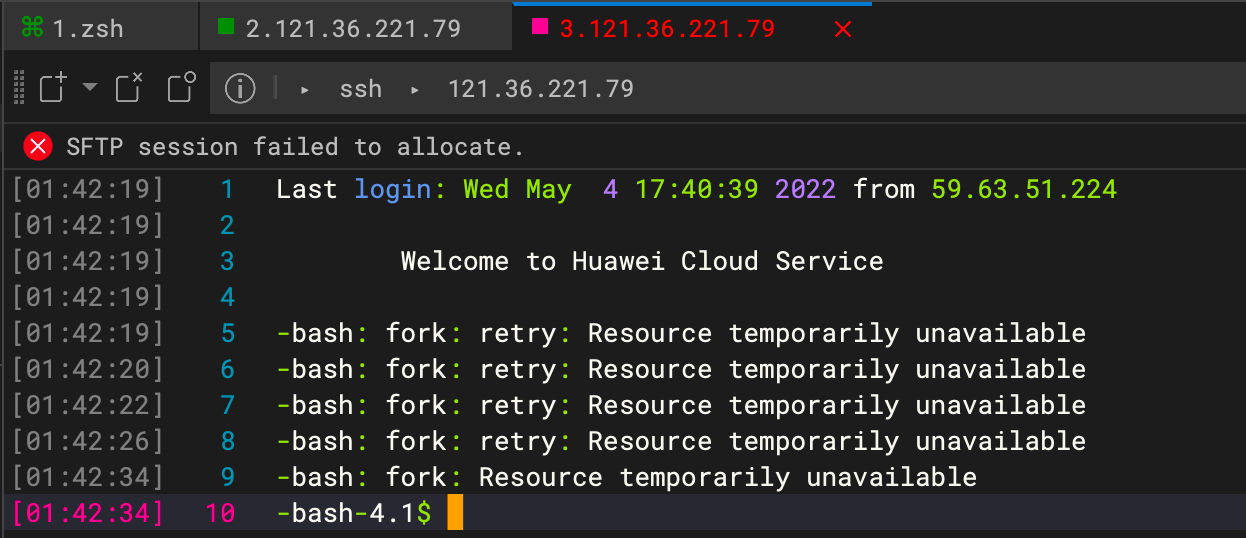 ⌘ 1.zsh 2.121.36.221.79 3.121.36.221.79 ×
▸ ssh ▸ 121.36.221.79
SFTP session failed to allocate.
[01:42:19] 1 Last login: Wed May  4 17:40:39 2022 from 59.63.51.224
[01:42:19] 2
[01:42:19] 3 Welcome to Huawei Cloud Service
[01:42:19] 4
[01:42:19] 5 -bash: fork: retry: Resource temporarily unavailable
[01:42:20] 6 -bash: fork: retry: Resource temporarily unavailable
[01:42:22] 7 -bash: fork: retry: Resource temporarily unavailable
[01:42:26] 8 -bash: fork: retry: Resource temporarily unavailable
[01:42:34] 9 -bash: fork: Resource temporarily unavailable
[01:42:34] 10 -bash-4.1$